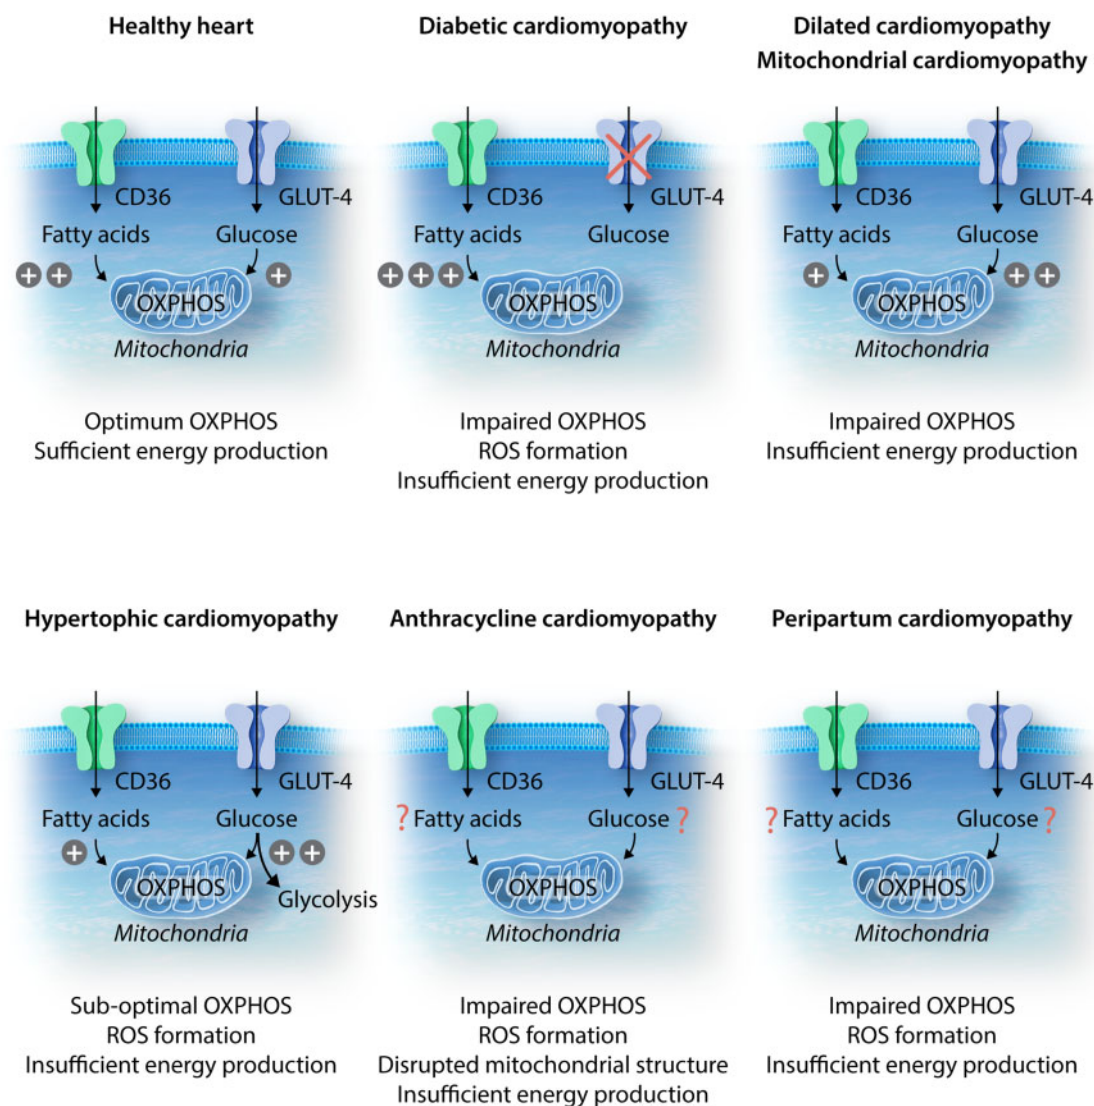 Healthy heart
CD36
GLUT-4
Fatty acids
Glucose
++
+
OXPHOS
Mitochondria
Optimum OXPHOS
Sufficient energy production
Diabetic cardiomyopathy
CD36
GLUT-4
Fatty acids
Glucose
+++
OXPHOS
Mitochondria
Impaired OXPHOS
ROS formation
Insufficient energy production
Dilated cardiomyopathy
Mitochondrial cardiomyopathy
CD36
GLUT-4
Fatty acids
Glucose
+
++
OXPHOS
Mitochondria
Impaired OXPHOS
Insufficient energy production
Hypertophic cardiomyopathy
CD36
GLUT-4
Fatty acids
Glucose
+
++
OXPHOS
Glycolysis
Mitochondria
Sub-optimal OXPHOS
ROS formation
Insufficient energy production
Anthracycline cardiomyopathy
CD36
GLUT-4
? Fatty acids
Glucose ?
OXPHOS
Mitochondria
Impaired OXPHOS
ROS formation
Disrupted mitochondrial structure
Insufficient energy production
Peripartum cardiomyopathy
CD36
GLUT-4
? Fatty acids
Glucose ?
OXPHOS
Mitochondria
Impaired OXPHOS
ROS formation
Insufficient energy production